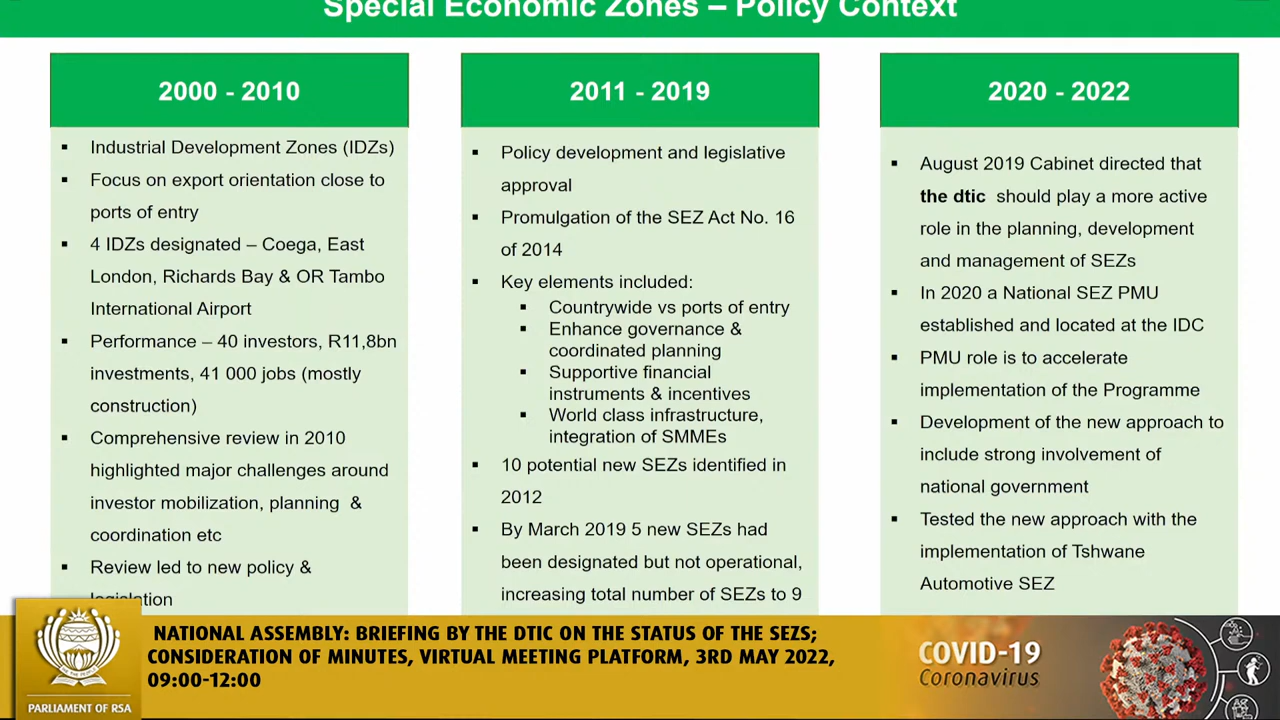 Special Economic Zones – Policy Context
2000 - 2010
▪ Industrial Development Zones (IDZs)
▪ Focus on export orientation close to
ports of entry
▪ 4 IDZs designated – Coega, East
London, Richards Bay & OR Tambo
International Airport
▪ Performance – 40 investors, R11,8bn
investments, 41 000 jobs (mostly
construction)
▪ Comprehensive review in 2010
highlighted major challenges around
investor mobilization, planning &
coordination etc
▪ Review led to new policy &
legislation
2011 - 2019
▪ Policy development and legislative
approval
▪ Promulgation of the SEZ Act No. 16
of 2014
▪ Key elements included:
▪ Countrywide vs ports of entry
▪ Enhance governance &
coordinated planning
▪ Supportive financial
instruments & incentives
▪ World class infrastructure,
integration of SMMEs
▪ 10 potential new SEZs identified in
2012
▪ By March 2019 5 new SEZs had
been designated but not operational,
increasing total number of SEZs to 9
2020 - 2022
▪ August 2019 Cabinet directed that
the dtic should play a more active
role in the planning, development
and management of SEZs
▪ In 2020 a National SEZ PMU
established and located at the IDC
▪ PMU role is to accelerate
implementation of the Programme
▪ Development of the new approach to
include strong involvement of
national government
▪ Tested the new approach with the
implementation of Tshwane
Automotive SEZ
PARLIAMENT OF RSA
NATIONAL ASSEMBLY: BRIEFING BY THE DTIC ON THE STATUS OF THE SEZS;
CONSIDERATION OF MINUTES, VIRTUAL MEETING PLATFORM, 3RD MAY 2022,
09:00-12:00
COVID-19
Coronavirus